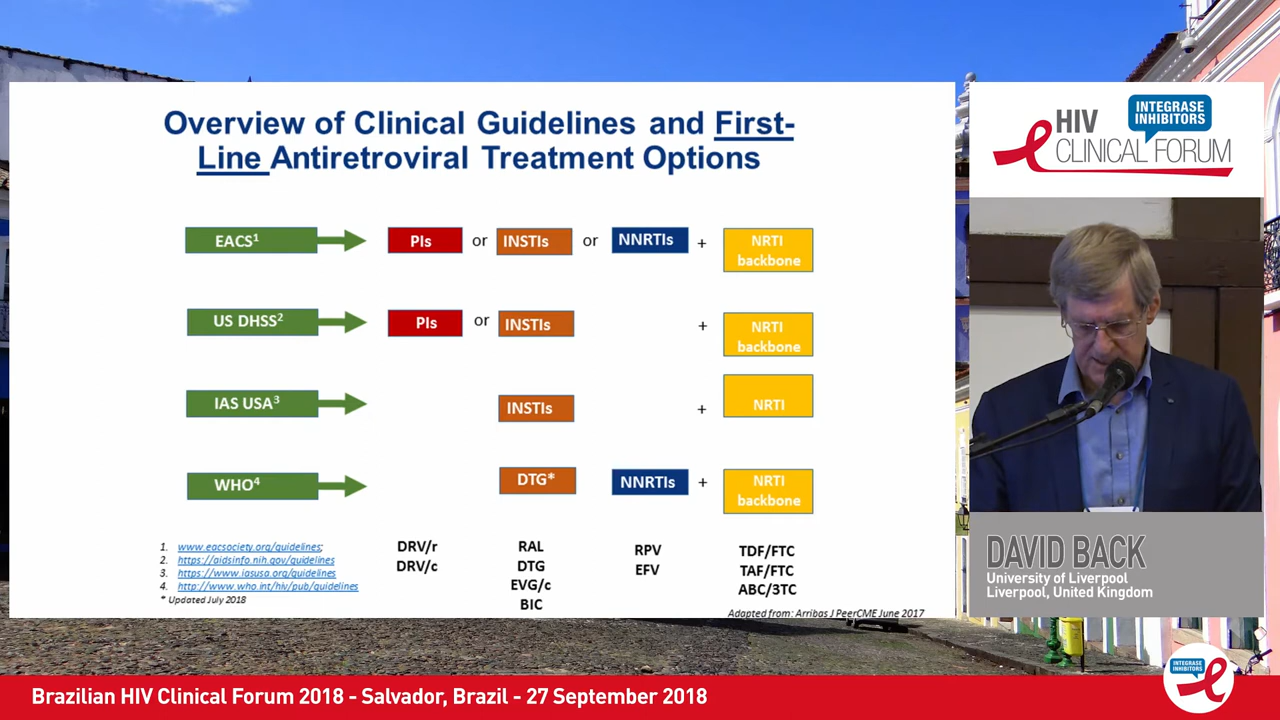 Overview of Clinical Guidelines and First-
Line Antiretroviral Treatment Options
EACS1 PIs or INSTIs or NNRTIs + NRTI backbone
US DHSS2 PIs or INSTIs + NRTI backbone
IAS USA3 INSTIs + NRTI
WHO4 DTG* NNRTIs + NRTI backbone
1. www.eacsociety.org/guidelines;
2. https://aidsinfo.nih.gov/guidelines
3. https://www.iasusa.org/guidelines
4. http://www.who.int/hiv/pub/guidelines
* Updated July 2018
DRV/r
DRV/c
RAL
DTG
EVG/c
BIC
RPV
EFV
TDF/FTC
TAF/FTC
ABC/3TC
Adapted from: Arribas J PeerCME June 2017
INTEGRASE
INHIBITORS
HIV
CLINICAL FORUM
DAVID BACK
University of Liverpool
Liverpool, United Kingdom
INTEGRASE
INHIBITORS
Brazilian HIV Clinical Forum 2018 - Salvador, Brazil - 27 September 2018